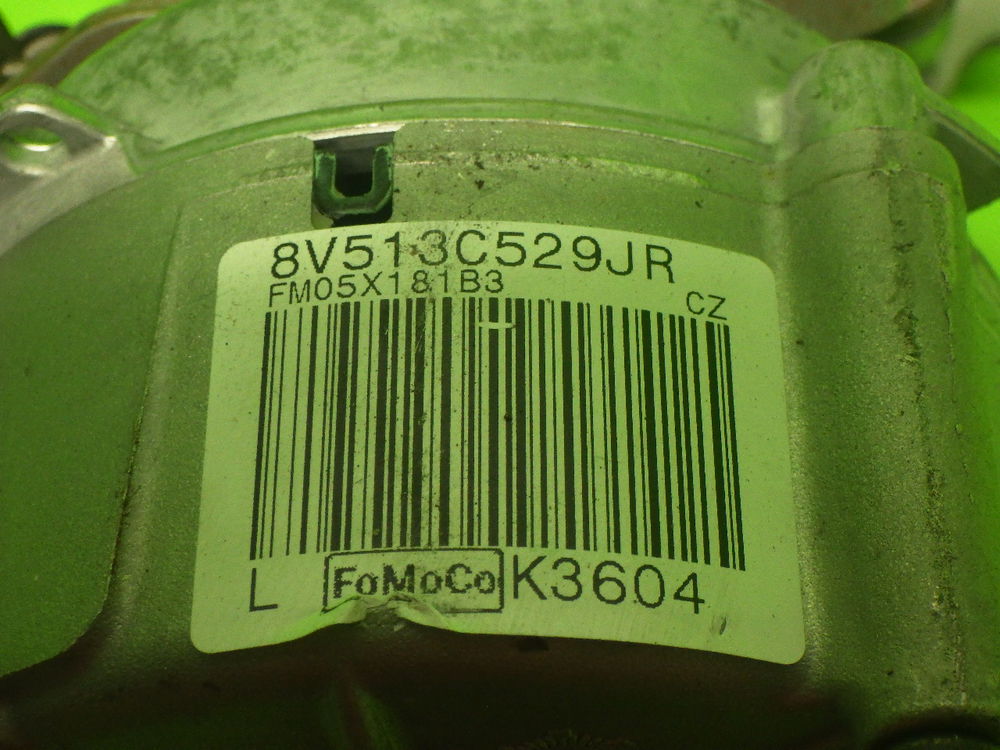 8V513C529JR
FM05X181B3
CZ
L FoMoCo K3604